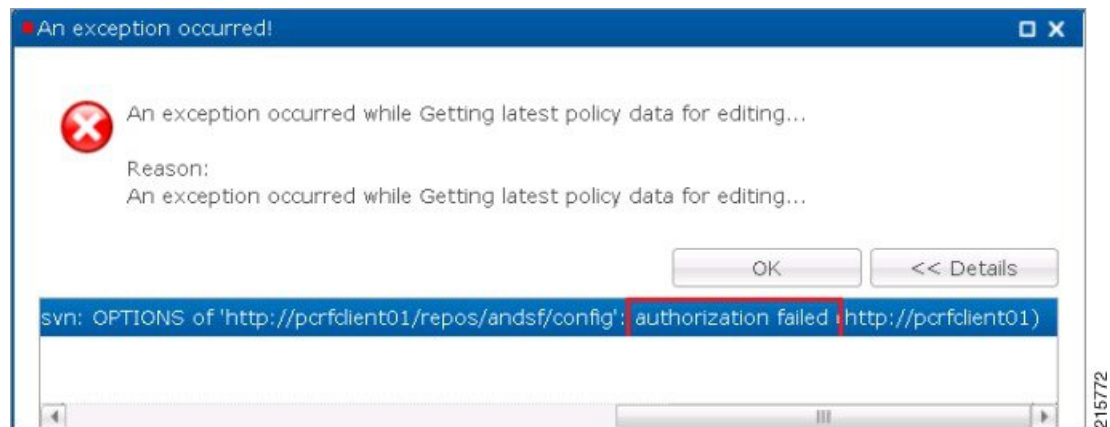 An exception occurred!
An exception occurred while Getting latest policy data for editing...
Reason:
An exception occurred while Getting latest policy data for editing...
OK
<< Details
svn: OPTIONS of 'http://pcrfclient01/repos/andsf/config': authorization failed (http://pcrfclient01)
215772